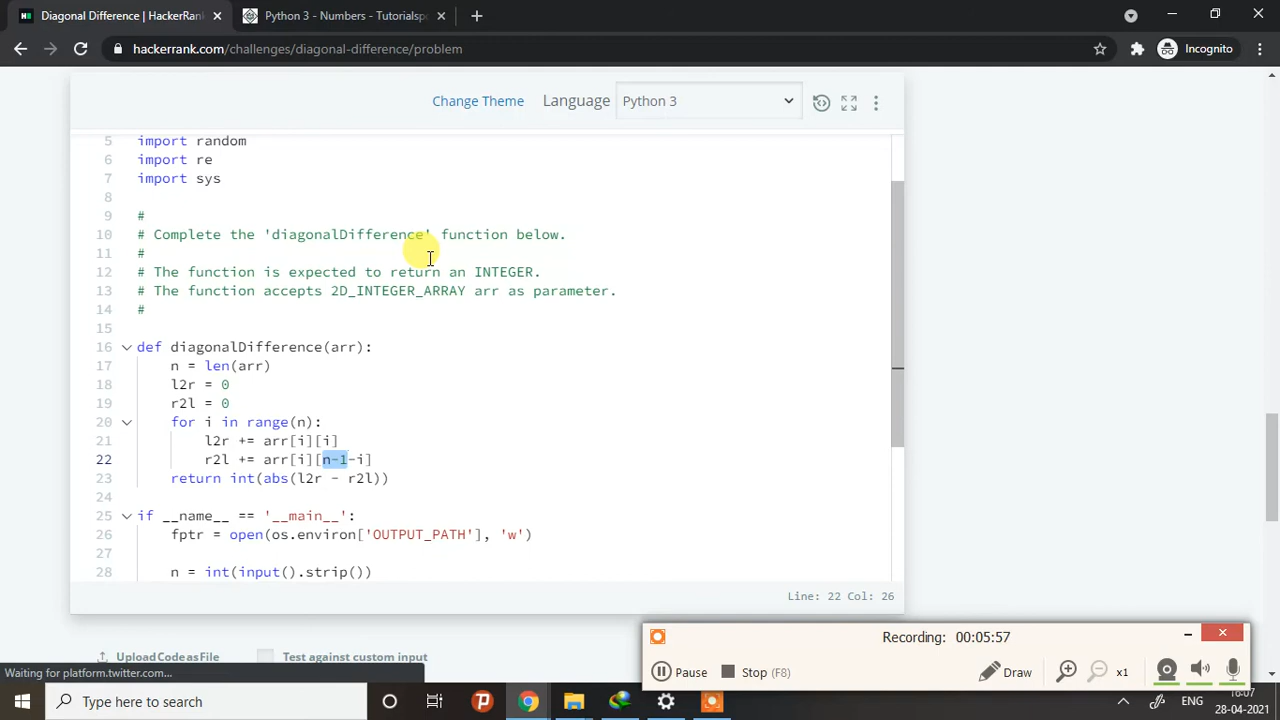 Diagonal Difference | HackerRan
Python 3 - Numbers - Tutorialspo
hackerrank.com/challenges/diagonal-difference/problem
Incognito
Change Theme
Language
Python 3
5 import random
6 import re
7 import sys
8
9 #
10 # Complete the 'diagonalDifference' function below.
11 #
12 # The function is expected to return an INTEGER.
13 # The function accepts 2D_INTEGER_ARRAY arr as parameter.
14 #
15
16 def diagonalDifference(arr):
17 n = len(arr)
18 l2r = 0
19 r2l = 0
20 for i in range(n):
21 l2r += arr[i][i]
22 r2l += arr[i][n-1-i]
23 return int(abs(l2r - r2l))
24
25 if __name__ == '__main__':
26 fptr = open(os.environ['OUTPUT_PATH'], 'w')
27
28 n = int(input().strip())
Line: 22 Col: 26
Upload Code as File
Test against custom input
Recording: 00:05:57
Waiting for platform.twitter.com...
Pause
Stop (F8)
Draw
x1
Type here to search
ENG
16:07
28-04-2021